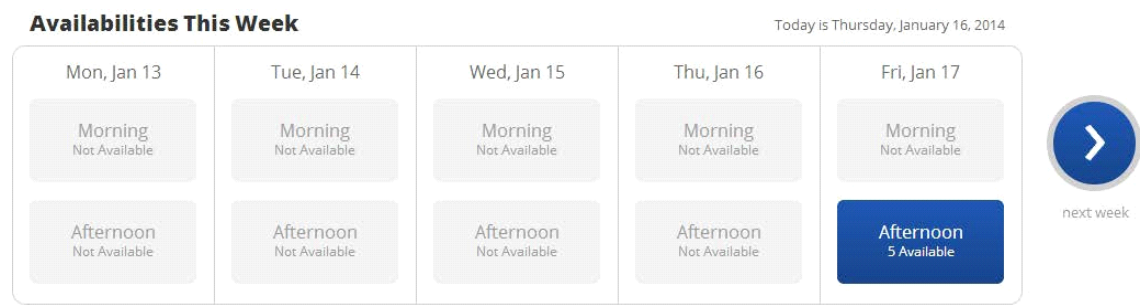 Availabilities This Week
Today is Thursday, January 16, 2014
Mon, Jan 13
Morning
Not Available
Afternoon
Not Available
Tue, Jan 14
Morning
Not Available
Afternoon
Not Available
Wed, Jan 15
Morning
Not Available
Afternoon
Not Available
Thu, Jan 16
Morning
Not Available
Afternoon
Not Available
Fri, Jan 17
Morning
Not Available
Afternoon
5 Available
next week